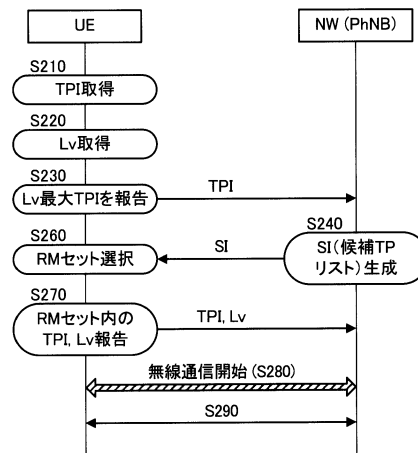 UE
NW (PhNB)
S210
TPI取得
S220
Lv取得
S230
Lv最大TPIを報告
TPI
S240
SI(候補TP
リスト)生成
SI
S260
RMセット選択
S270
RMセット内の
TPI, Lv報告
TPI, Lv
無線通信開始 (S280)
S290